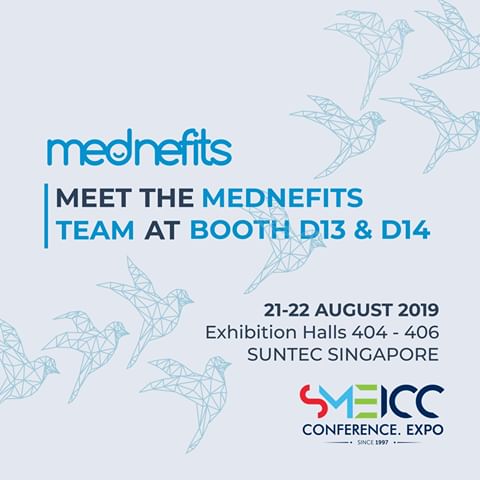 mednefits
MEET THE MEDNEFITS
TEAM AT BOOTH D13 & D14
21-22 AUGUST 2019
Exhibition Halls 404 - 406
SUNTEC SINGAPORE
SMEICC
CONFERENCE. EXPO
• SINCE 1997 •